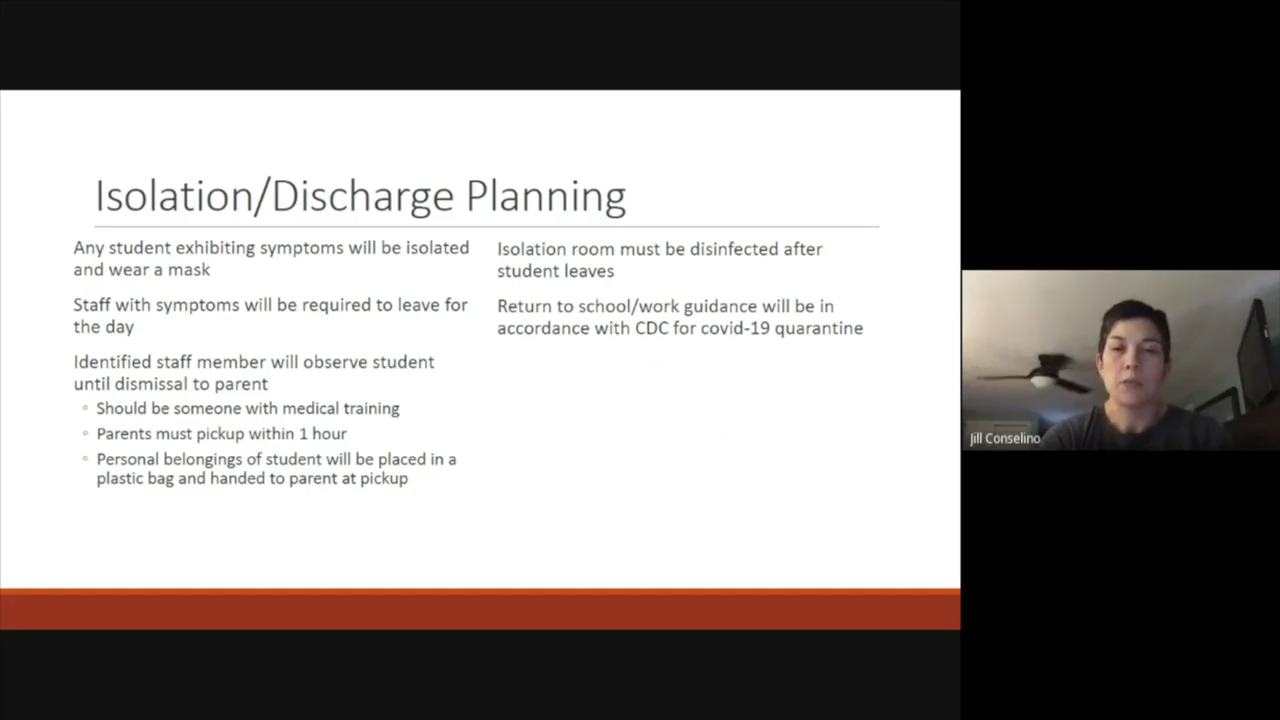 Isolation/Discharge Planning
Any student exhibiting symptoms will be isolated
and wear a mask
Staff with symptoms will be required to leave for
the day
Identified staff member will observe student
until dismissal to parent
◦ Should be someone with medical training
◦ Parents must pickup within 1 hour
◦ Personal belongings of student will be placed in a
plastic bag and handed to parent at pickup
Isolation room must be disinfected after
student leaves
Return to school/work guidance will be in
accordance with CDC for covid-19 quarantine
Jill Conselino